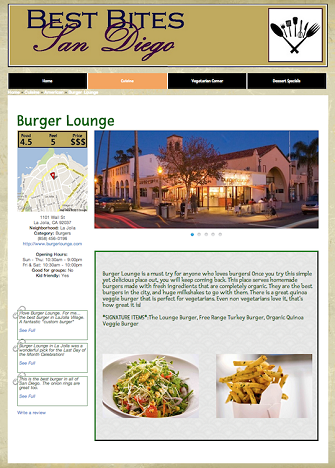 BEST BITES
San Diego
Home Cuisine Vegetarian Corner Dessert Specials
Home > Cuisine > American > Burger Lounge
Burger Lounge
Food Feel Price
4.5 5 $$$
1101 Wall St
La Jolla, CA 92037
Neighborhood: La Jolla
Category: Burgers
(858) 456-0196
http://www.burgerlounge.com
Opening Hours:
Sun - Thu: 10:30am - 9:00pm
Fri & Sat: 10:30am - 10:00pm
Good for groups: No
Kid friendly: Yes
Burger Lounge is a must try for anyone who loves burgers! Once you try this simple
yet delicious place out, you will keep coming back. This place serves homemade
burgers made with fresh ingredients that are completely organic. They are the best
burgers in the city, and huge milkshakes to go with them. There is a great quinoa
veggie burger that is perfect for vegetarians. Even non vegetarians love it, that's
how great it is!
*SIGNATURE ITEMS*:The Lounge Burger, Free Range Turkey Burger, Organic Quinoa
Veggie Burger
I love Burger Lounge. For me...
the best Burger in LaJolla Village.
A fantastic "custom burger"
See Full
Burger Lounge in La Jolla was a
wonderful pick for the Last Day of
the Month Celebration!
See Full
This is the best burger in all of
San Diego. The onion rings are
great too.
See Full
Write a review